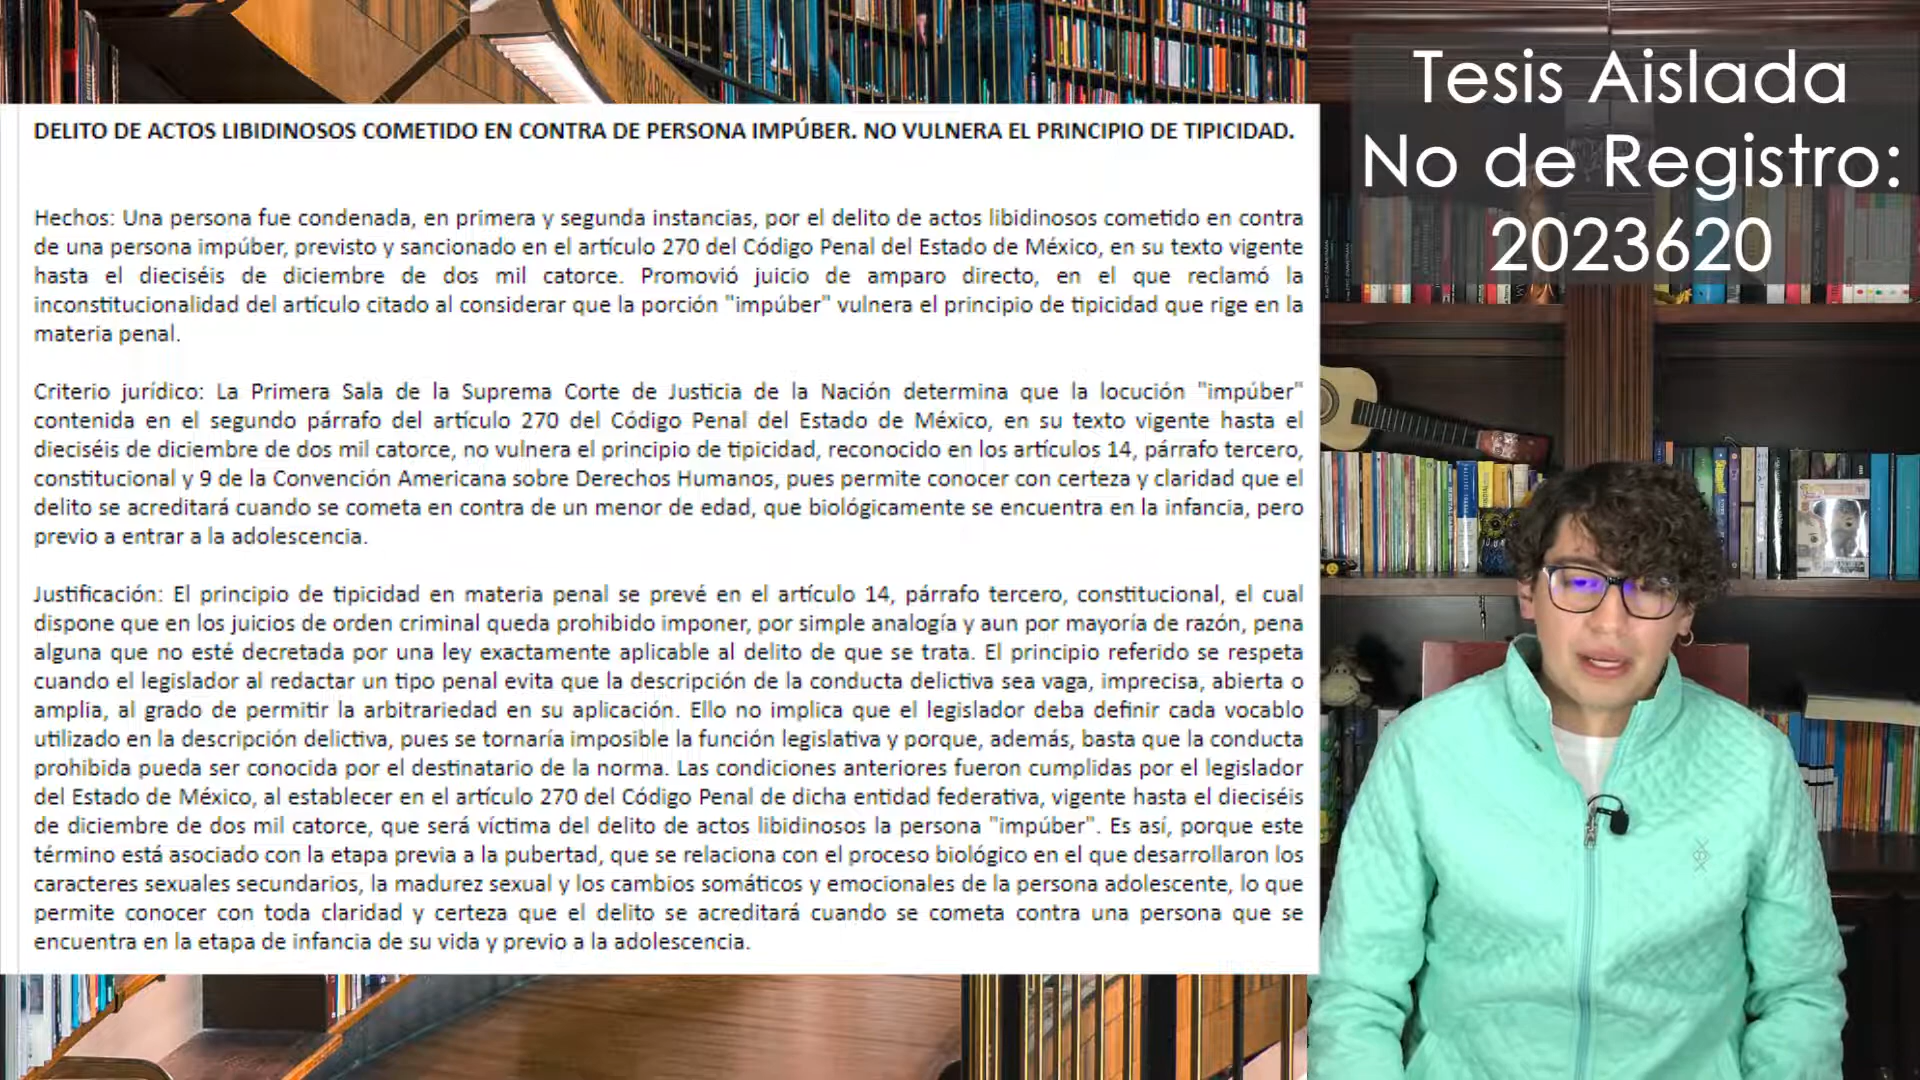 DELITO DE ACTOS LIBIDINOSOS COMETIDO EN CONTRA DE PERSONA IMPÚBER. NO VULNERA EL PRINCIPIO DE TIPICIDAD.
Hechos: Una persona fue condenada, en primera y segunda instancias, por el delito de actos libidinosos cometido en contra
de una persona impúber, previsto y sancionado en el artículo 270 del Código Penal del Estado de México, en su texto vigente
hasta el dieciséis de diciembre de dos mil catorce. Promovió juicio de amparo directo, en el que reclamó la
inconstitucionalidad del artículo citado al considerar que la porción "impúber" vulnera el principio de tipicidad que rige en la
materia penal.
Criterio jurídico: La Primera Sala de la Suprema Corte de Justicia de la Nación determina que la locución "impúber"
contenida en el segundo párrafo del artículo 270 del Código Penal del Estado de México, en su texto vigente hasta el
dieciséis de diciembre de dos mil catorce, no vulnera el principio de tipicidad, reconocido en los artículos 14, párrafo tercero,
constitucional y 9 de la Convención Americana sobre Derechos Humanos, pues permite conocer con certeza y claridad que el
delito se acreditará cuando se cometa en contra de un menor de edad, que biológicamente se encuentra en la infancia, pero
previo a entrar a la adolescencia.
Justificación: El principio de tipicidad en materia penal se prevé en el artículo 14, párrafo tercero, constitucional, el cual
dispone que en los juicios de orden criminal queda prohibido imponer, por simple analogía y aun por mayoría de razón, pena
alguna que no esté decretada por una ley exactamente aplicable al delito de que se trata. El principio referido se respeta
cuando el legislador al redactar un tipo penal evita que la descripción de la conducta delictiva sea vaga, imprecisa, abierta o
amplia, al grado de permitir la arbitrariedad en su aplicación. Ello no implica que el legislador deba definir cada vocablo
utilizado en la descripción delictiva, pues se tornaría imposible la función legislativa y porque, además, basta que la conducta
prohibida pueda ser conocida por el destinatario de la norma. Las condiciones anteriores fueron cumplidas por el legislador
del Estado de México, al establecer en el artículo 270 del Código Penal de dicha entidad federativa, vigente hasta el dieciséis
de diciembre de dos mil catorce, que será víctima del delito de actos libidinosos la persona "impúber". Es así, porque este
término está asociado con la etapa previa a la pubertad, que se relaciona con el proceso biológico en el que desarrollaron los
caracteres sexuales secundarios, la madurez sexual y los cambios somáticos y emocionales de la persona adolescente, lo que
permite conocer con toda claridad y certeza que el delito se acreditará cuando se cometa contra una persona que se
encuentra en la etapa de infancia de su vida y previo a la adolescencia.
Tesis Aislada
No de Registro:
2023620